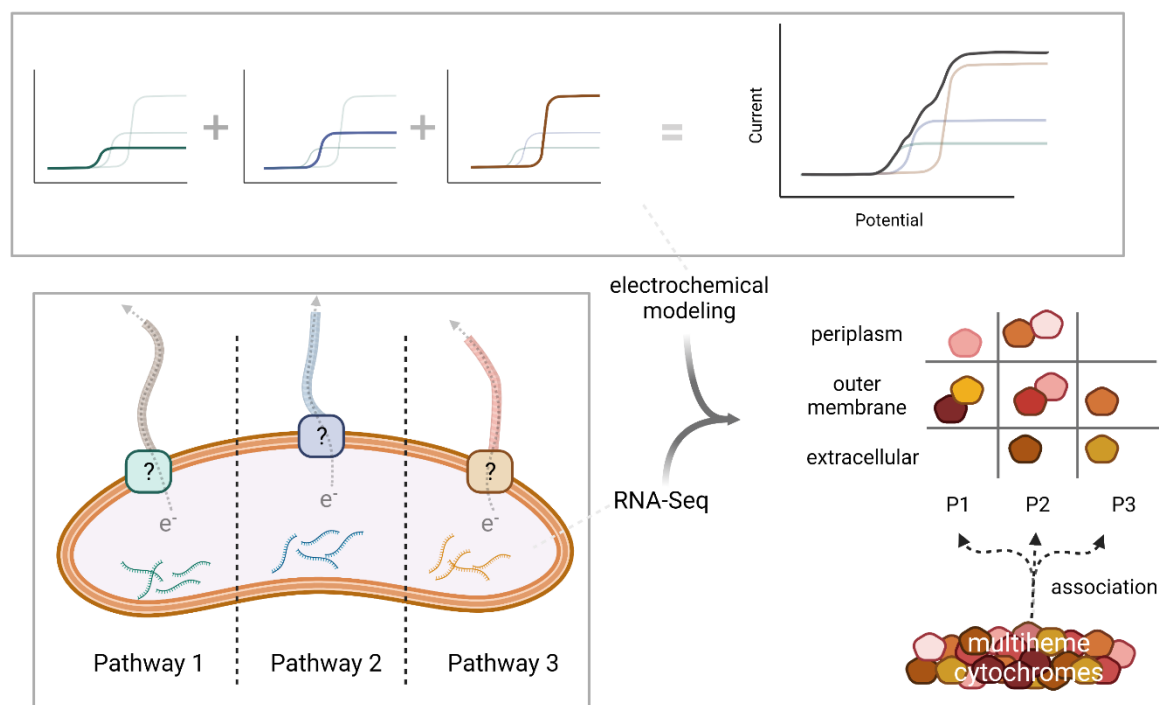 +
+
=
Current
Potential
electrochemical
modeling
RNA-Seq
?
?
?
e-
e-
e-
Pathway 1
Pathway 2
Pathway 3
periplasm
outer
membrane
extracellular
P1
P2
P3
association
multiheme
cytochromes